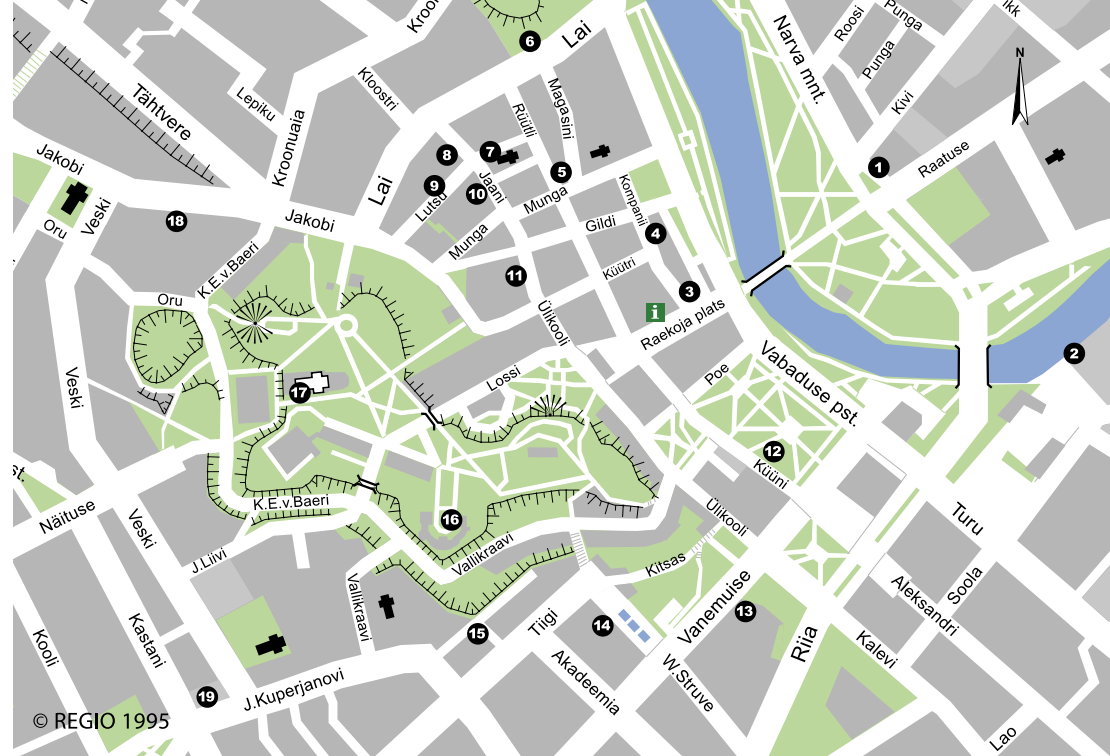 Kroonuaia
6
Lai
Narva mnt.
Roosi
Punga
Punga
Ikk
Kivi
N
Tähtvere
Lepiku
Kloostri
Kroonuaia
Rüütli
Magasini
1
Raatuse
Jakobi
8
7
5
9
10
Jaani
Lutsu
Munga
Kompanii
Lai
Veski
Oru
18
Jakobi
K.E.v.Baeri
Munga
Gildi
4
11
Küütri
3
i
Raekoja plats
Oru
Ülikooli
2
Veski
17
Lossi
Poe
Vabaduse pst.
12
Küüni
st.
Näituse
Veski
K.E.v.Baeri
16
Ülikooli
Turu
J.Liivi
Vallikraavi
Kitsas
Vallikraavi
Soola
Aleksandri
Kooli
Kastani
15
Tiigi
14
Vanemuise
13
Riia
Kalevi
Akadeemia
W.Struve
19
J.Kuperjanovi
Lao
© REGIO 1995